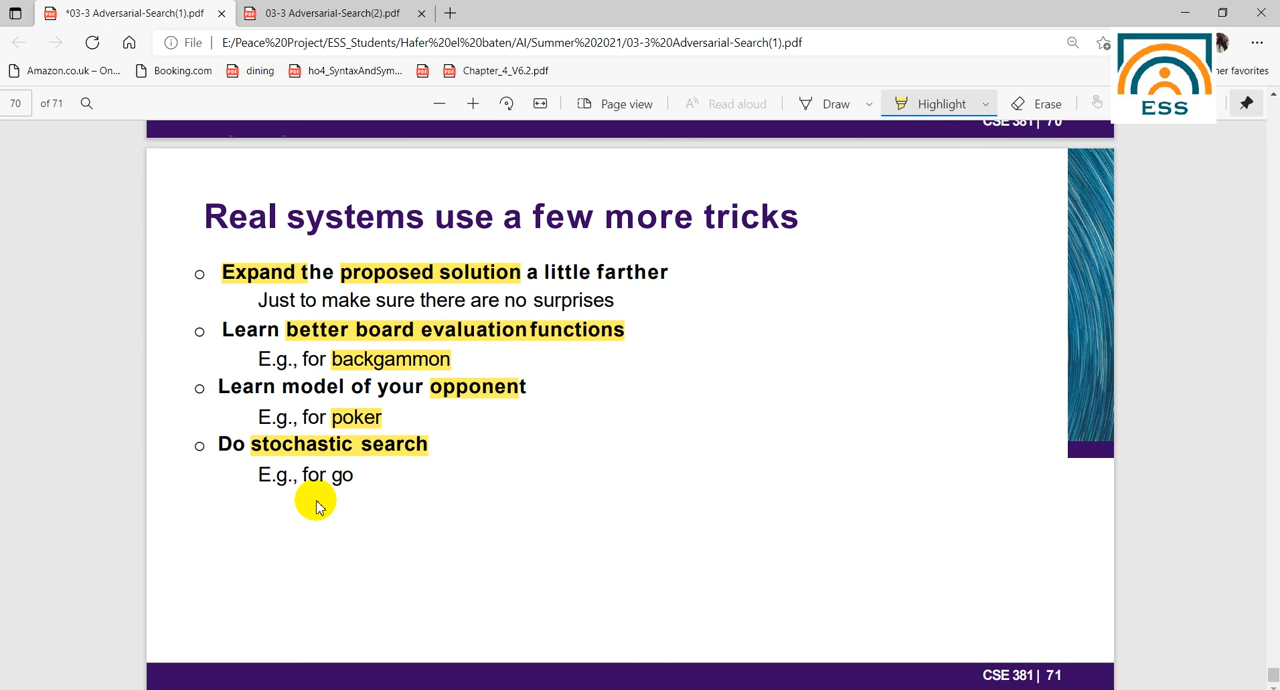 *03-3 Adversarial-Search(1).pdf
03-3 Adversarial-Search(2).pdf
File
E:/Peace%20Project/ESS_Students/Hafer%20el%20baten/AI/Summer%202021/03-3%20Adversarial-Search(1).pdf
Amazon.co.uk – On...
Booking.com
dining
ho4_SyntaxAndSym...
Chapter_4_V6.2.pdf
her favorites
ESS
70 of 71
Page view
Read aloud
Draw
Highlight
Erase
CSE 381 | 70
Real systems use a few more tricks
Expand the proposed solution a little farther
Just to make sure there are no surprises
Learn better board evaluation functions
E.g., for backgammon
Learn model of your opponent
E.g., for poker
Do stochastic search
E.g., for go
CSE 381 | 71